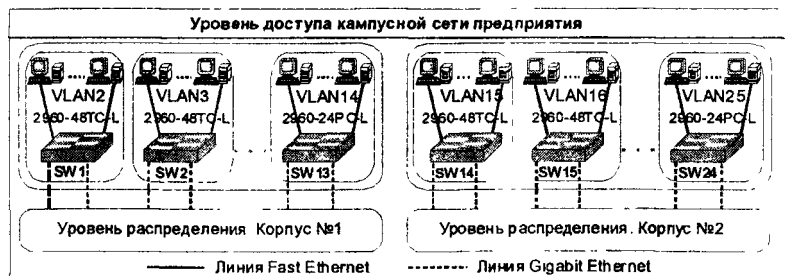 Уровень доступа кампусной сети предприятия
VLAN2 VLAN3 VLAN14 VLAN15 VLAN16 VLAN25
2960-48TC-L 2960-48TC-L 2960-24PC-L 2960-48TC-L 2960-48TC-L 2960-24PC-L
SW1 SW2 SW13 SW14 SW15 SW24
Уровень распределения Корпус №1 Уровень распределения. Корпус №2
Линия Fast Ethernet Линия Gigabit Ethernet